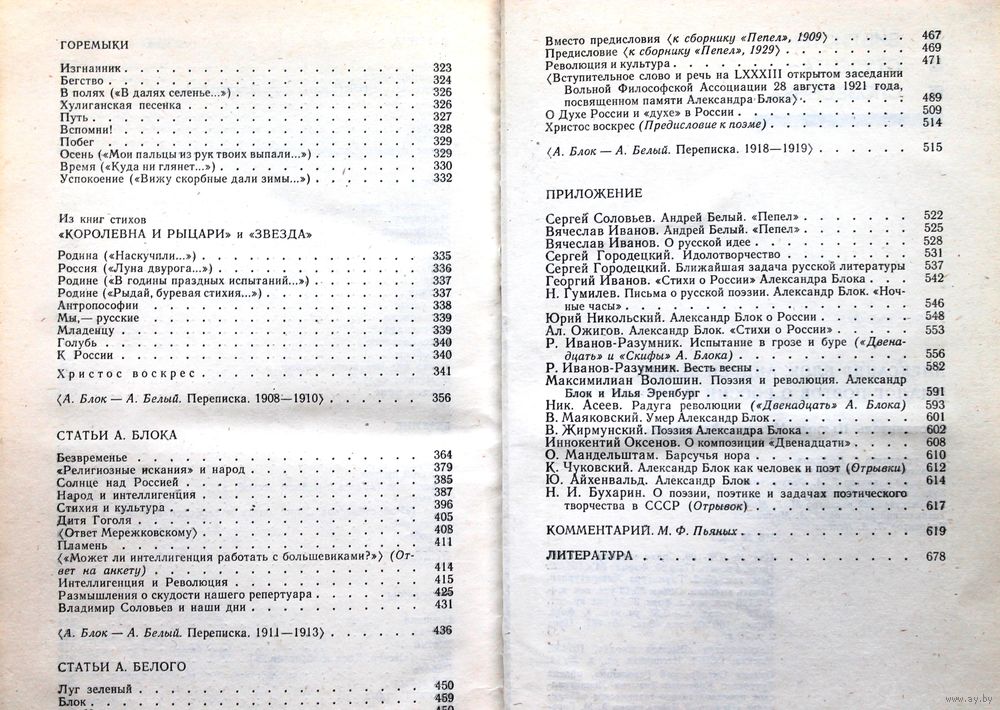 ГОРЕМЫКИ
Изгнанник . . . . . . . . . . 323
Бегство . . . . . . . . . . 324
В полях («В далях селенье...») . . . . . . . . . . 326
Хулиганская песенка . . . . . . . . . . 326
Путь . . . . . . . . . . 327
Вспомни! . . . . . . . . . . 328
Побег . . . . . . . . . . 329
Осень («Мои пальцы из рук твоих выпали...») . . . . . . . 329
Время («Куда ни глянет...») . . . . . . . . . . 330
Успокоение («Вижу скорбные дали зимы...») . . . . . . . 332
Из книг стихов
«КОРОЛЕВНА И РЫЦАРИ» и «ЗВЕЗДА»
Родина («Наскучили...») . . . . . . . . . . 335
Россия («Луна двурога...») . . . . . . . . . . 336
Родине («В годины праздных испытаний...») . . . . . . . 337
Родине («Рыдай, буревая стихия...») . . . . . . . . 337
Антропософии . . . . . . . . . . 338
Мы,— русские . . . . . . . . . . 339
Младенцу . . . . . . . . . . 339
Голубь . . . . . . . . . . 340
К России . . . . . . . . . . 340
Христос воскрес . . . . . . . . . . 341
⟨А. Блок — А. Белый. Переписка. 1908—1910⟩ . . . . . . 356
СТАТЬИ А. БЛОКА
Безвременье . . . . . . . . . . 364
«Религиозные искания» и народ . . . . . . . . . . 379
Солнце над Россией . . . . . . . . . . 385
Народ и интеллигенция . . . . . . . . . . 387
Стихия и культура . . . . . . . . . . 396
Дитя Гоголя . . . . . . . . . . 405
⟨Ответ Мережковскому⟩ . . . . . . . . . . 408
Пламень . . . . . . . . . . 411
⟨«Может ли интеллигенция работать с большевиками?»⟩ (От-
вет на анкету) . . . . . . . . . . 414
Интеллигенция и Революция . . . . . . . . . . 415
Размышления о скудости нашего репертуара . . . . . . . 425
Владимир Соловьев и наши дни . . . . . . . . . . 431
⟨А. Блок — А. Белый. Переписка. 1911—1913⟩ . . . . . . 436
СТАТЬИ А. БЕЛОГО
Луг зеленый . . . . . . . . . . 450
Блок . . . . . . . . . . 459
Вместо предисловия ⟨к сборнику «Пепел», 1909⟩ . . . . . 467
Предисловие ⟨к сборнику «Пепел», 1929⟩ . . . . . . . 469
Революция и культура . . . . . . . . . . 471
⟨Вступительное слово и речь на LXXXIII открытом заседании
Вольной Философской Ассоциации 28 августа 1921 года,
посвященном памяти Александра Блока⟩ . . . . . . 489
О Духе России и «духе» в России . . . . . . . . . . 509
Христос воскрес (Предисловие к поэме) . . . . . . . 514
⟨А. Блок — А. Белый. Переписка. 1918—1919⟩ . . . . . . 515
ПРИЛОЖЕНИЕ
Сергей Соловьев. Андрей Белый. «Пепел» . . . . . . . 522
Вячеслав Иванов. Андрей Белый. «Пепел» . . . . . . . 525
Вячеслав Иванов. О русской идее . . . . . . . . . . 528
Сергей Городецкий. Идолотворчество . . . . . . . . 531
Сергей Городецкий. Ближайшая задача русской литературы 537
Георгий Иванов. «Стихи о России» Александра Блока . . . 542
Н. Гумилев. Письма о русской поэзии. Александр Блок. «Ноч-
ные часы» . . . . . . . . . . 546
Юрий Никольский. Александр Блок о России . . . . . . 548
Ал. Ожигов. Александр Блок. «Стихи о России» . . . . . 553
Р. Иванов-Разумник. Испытание в грозе и буре («Двена-
дцать» и «Скифы» А. Блока) . . . . . . . . . . 556
Р. Иванов-Разумник. Весть весны . . . . . . . . . . 582
Максимилиан Волошин. Поэзия и революция. Александр
Блок и Илья Эренбург . . . . . . . . . . 591
Ник. Асеев. Радуга революции («Двенадцать» А. Блока) 593
В. Маяковский. Умер Александр Блок . . . . . . . . 601
В. Жирмунский. Поэзия Александра Блока . . . . . . . 602
Иннокентий Оксенов. О композиции «Двенадцати» . . . . 608
О. Мандельштам. Барсучья нора . . . . . . . . . . 610
К. Чуковский. Александр Блок как человек и поэт (Отрывки) 612
Ю. Айхенвальд. Александр Блок . . . . . . . . . . 614
Н. И. Бухарин. О поэзии, поэтике и задачах поэтического
творчества в СССР (Отрывок) . . . . . . . . . . 617
КОММЕНТАРИЙ. М. Ф. Пьяных . . . . . . . . . . 619
ЛИТЕРАТУРА . . . . . . . . . . 678
www.ay.by